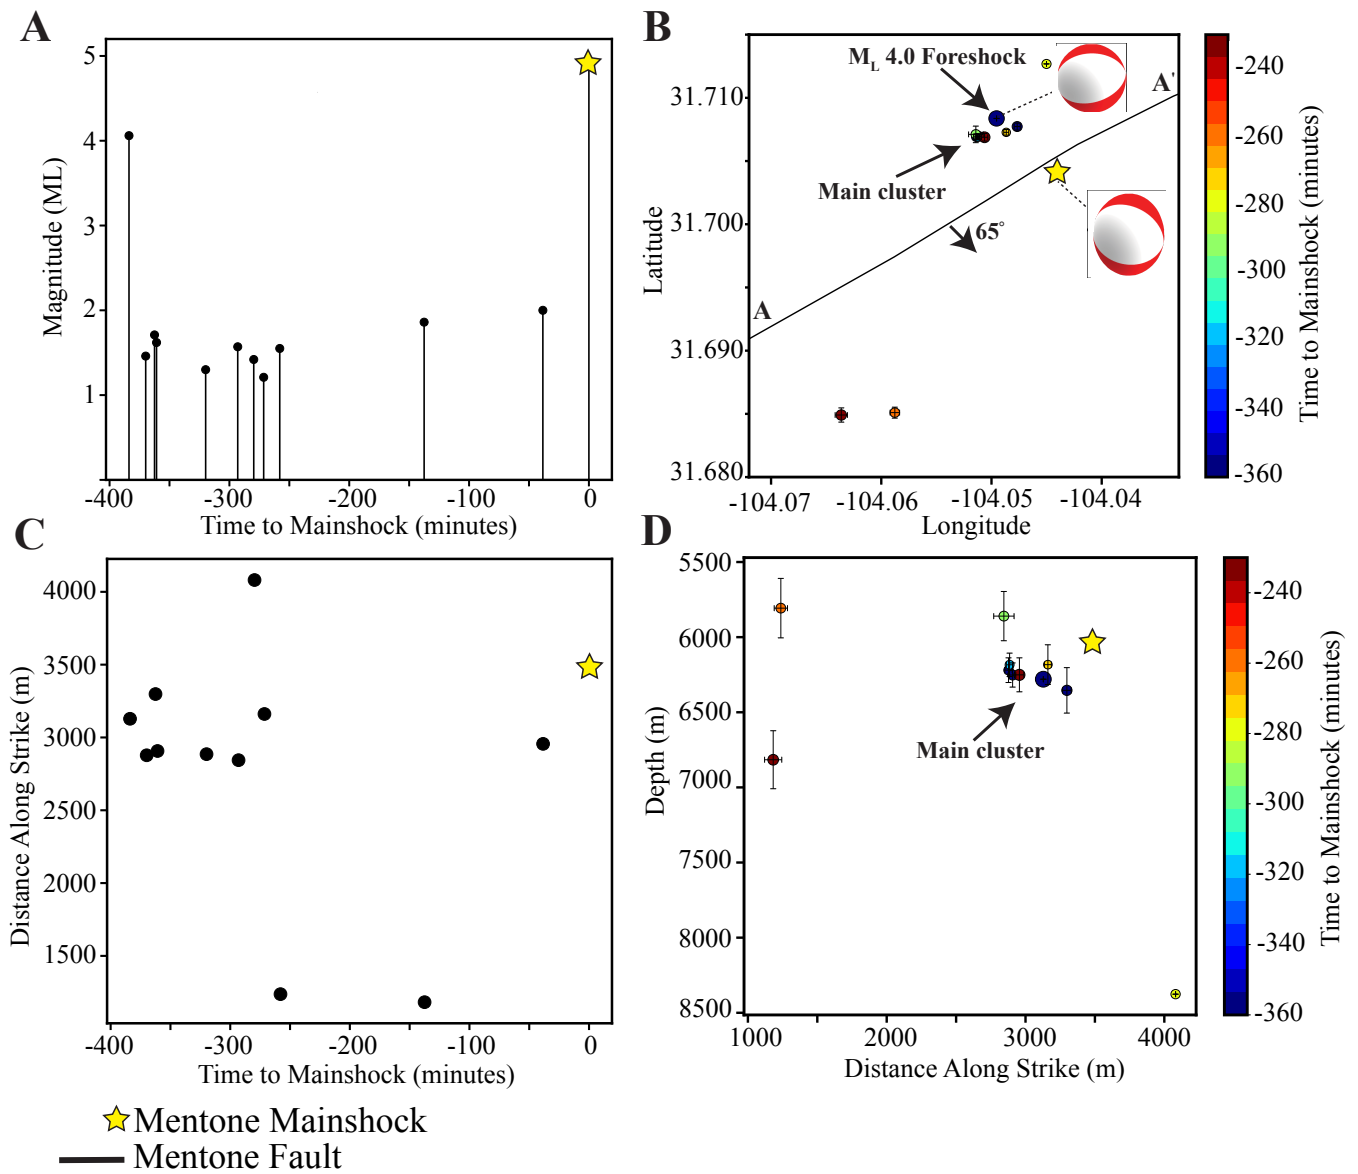 A
Magnitude (ML)
5
4
3
2
1
-400
-300
-200
-100
0
Time to Mainshock (minutes)
B
Latitude
31.710
31.700
31.690
31.680
-104.07
-104.06
-104.05
-104.04
Longitude
M_L 4.0 Foreshock
Main cluster
A
A'
65°
-240
-260
-280
-300
-320
-340
-360
Time to Mainshock (minutes)
C
Distance Along Strike (m)
4000
3500
3000
2500
2000
1500
-400
-300
-200
-100
0
Time to Mainshock (minutes)
D
Depth (m)
5500
6000
6500
7000
7500
8000
8500
1000
2000
3000
4000
Distance Along Strike (m)
Main cluster
-240
-260
-280
-300
-320
-340
-360
Time to Mainshock (minutes)
Mentone Mainshock
Mentone Fault